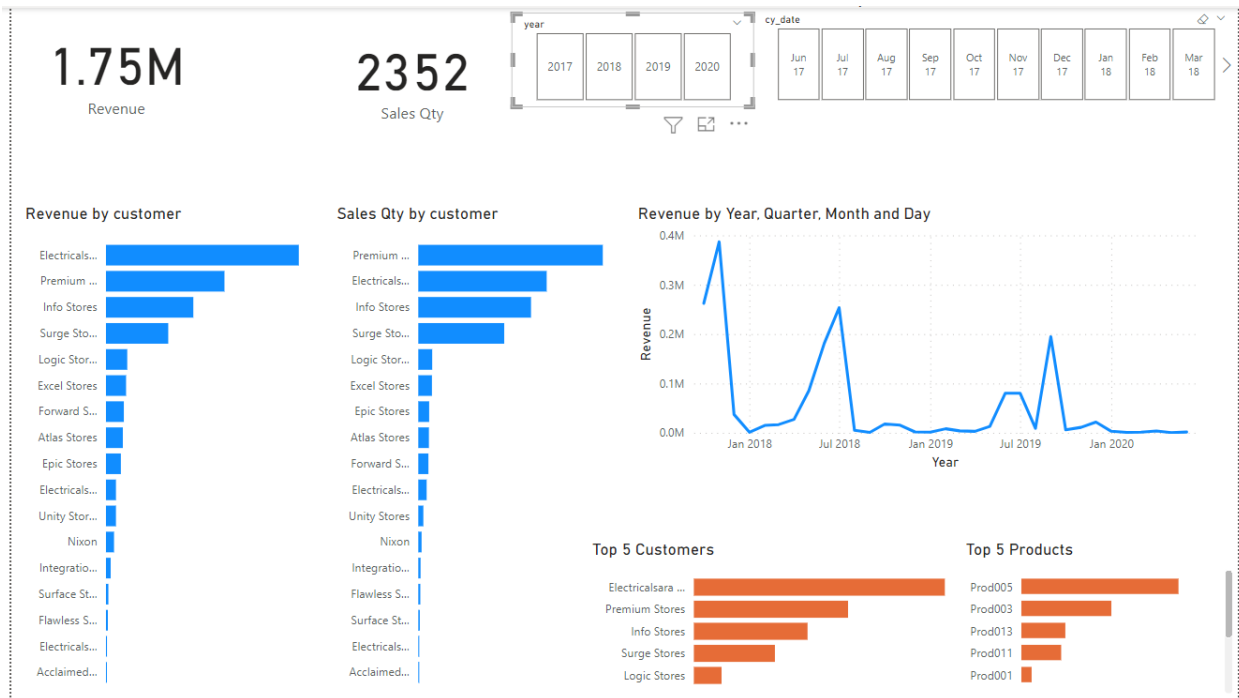 1.75M
Revenue
2352
Sales Qty
year
2017 2018 2019 2020
cy_date
Jun 17
Jul 17
Aug 17
Sep 17
Oct 17
Nov 17
Dec 17
Jan 18
Feb 18
Mar 18
Revenue by customer
Electricals...
Premium ...
Info Stores
Surge Sto...
Logic Stor...
Excel Stores
Forward S...
Atlas Stores
Epic Stores
Electricals...
Unity Stor...
Nixon
Integratio...
Surface St...
Flawless S...
Electricals...
Acclaimed...
Sales Qty by customer
Premium ...
Electricals...
Info Stores
Surge Sto...
Logic Stor...
Excel Stores
Epic Stores
Atlas Stores
Forward S...
Electricals...
Unity Stores
Nixon
Integratio...
Flawless S...
Surface St...
Electricals...
Acclaimed...
Revenue by Year, Quarter, Month and Day
0.4M
0.3M
0.2M
0.1M
0.0M
Revenue
Jan 2018 Jul 2018 Jan 2019 Jul 2019 Jan 2020
Year
Top 5 Customers
Electricalsara ...
Premium Stores
Info Stores
Surge Stores
Logic Stores
Top 5 Products
Prod005
Prod003
Prod013
Prod011
Prod001